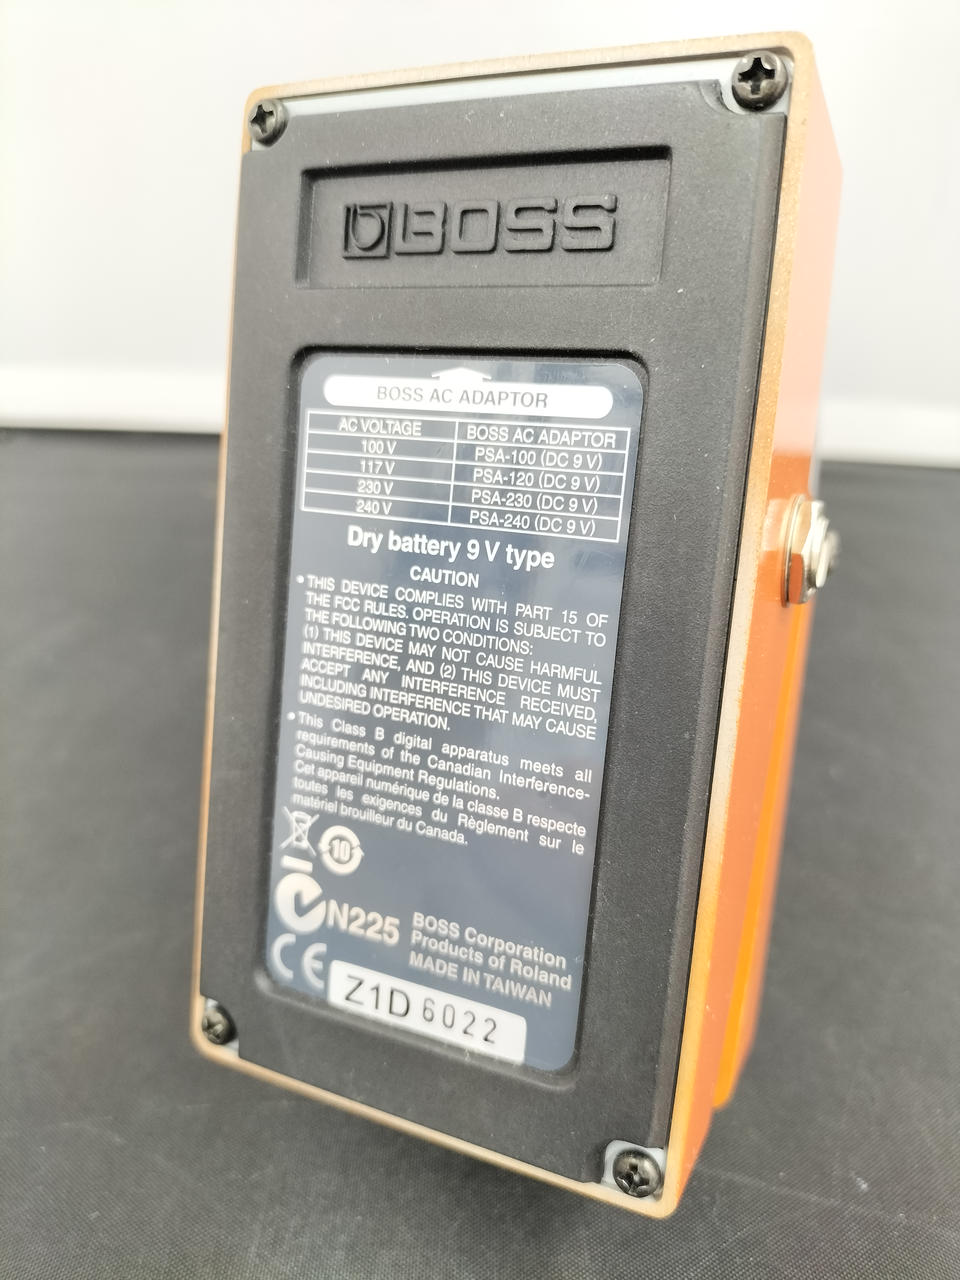 BOSS
BOSS AC ADAPTOR
AC VOLTAGE BOSS AC ADAPTOR
100 V PSA-100 (DC 9 V)
117 V PSA-120 (DC 9 V)
230 V PSA-230 (DC 9 V)
240 V PSA-240 (DC 9 V)
Dry battery 9 V type
CAUTION
• THIS DEVICE COMPLIES WITH PART 15 OF
THE FCC RULES. OPERATION IS SUBJECT TO
THE FOLLOWING TWO CONDITIONS:
(1) THIS DEVICE MAY NOT CAUSE HARMFUL
INTERFERENCE, AND (2) THIS DEVICE MUST
ACCEPT ANY INTERFERENCE RECEIVED,
INCLUDING INTERFERENCE THAT MAY CAUSE
UNDESIRED OPERATION.
• This Class B digital apparatus meets all
requirements of the Canadian Interference-
Causing Equipment Regulations.
Cet appareil numérique de la classe B respecte
toutes les exigences du Règlement sur le
matériel brouilleur du Canada.
10
N225
BOSS Corporation
Products of Roland
MADE IN TAIWAN
CE
Z1D6022